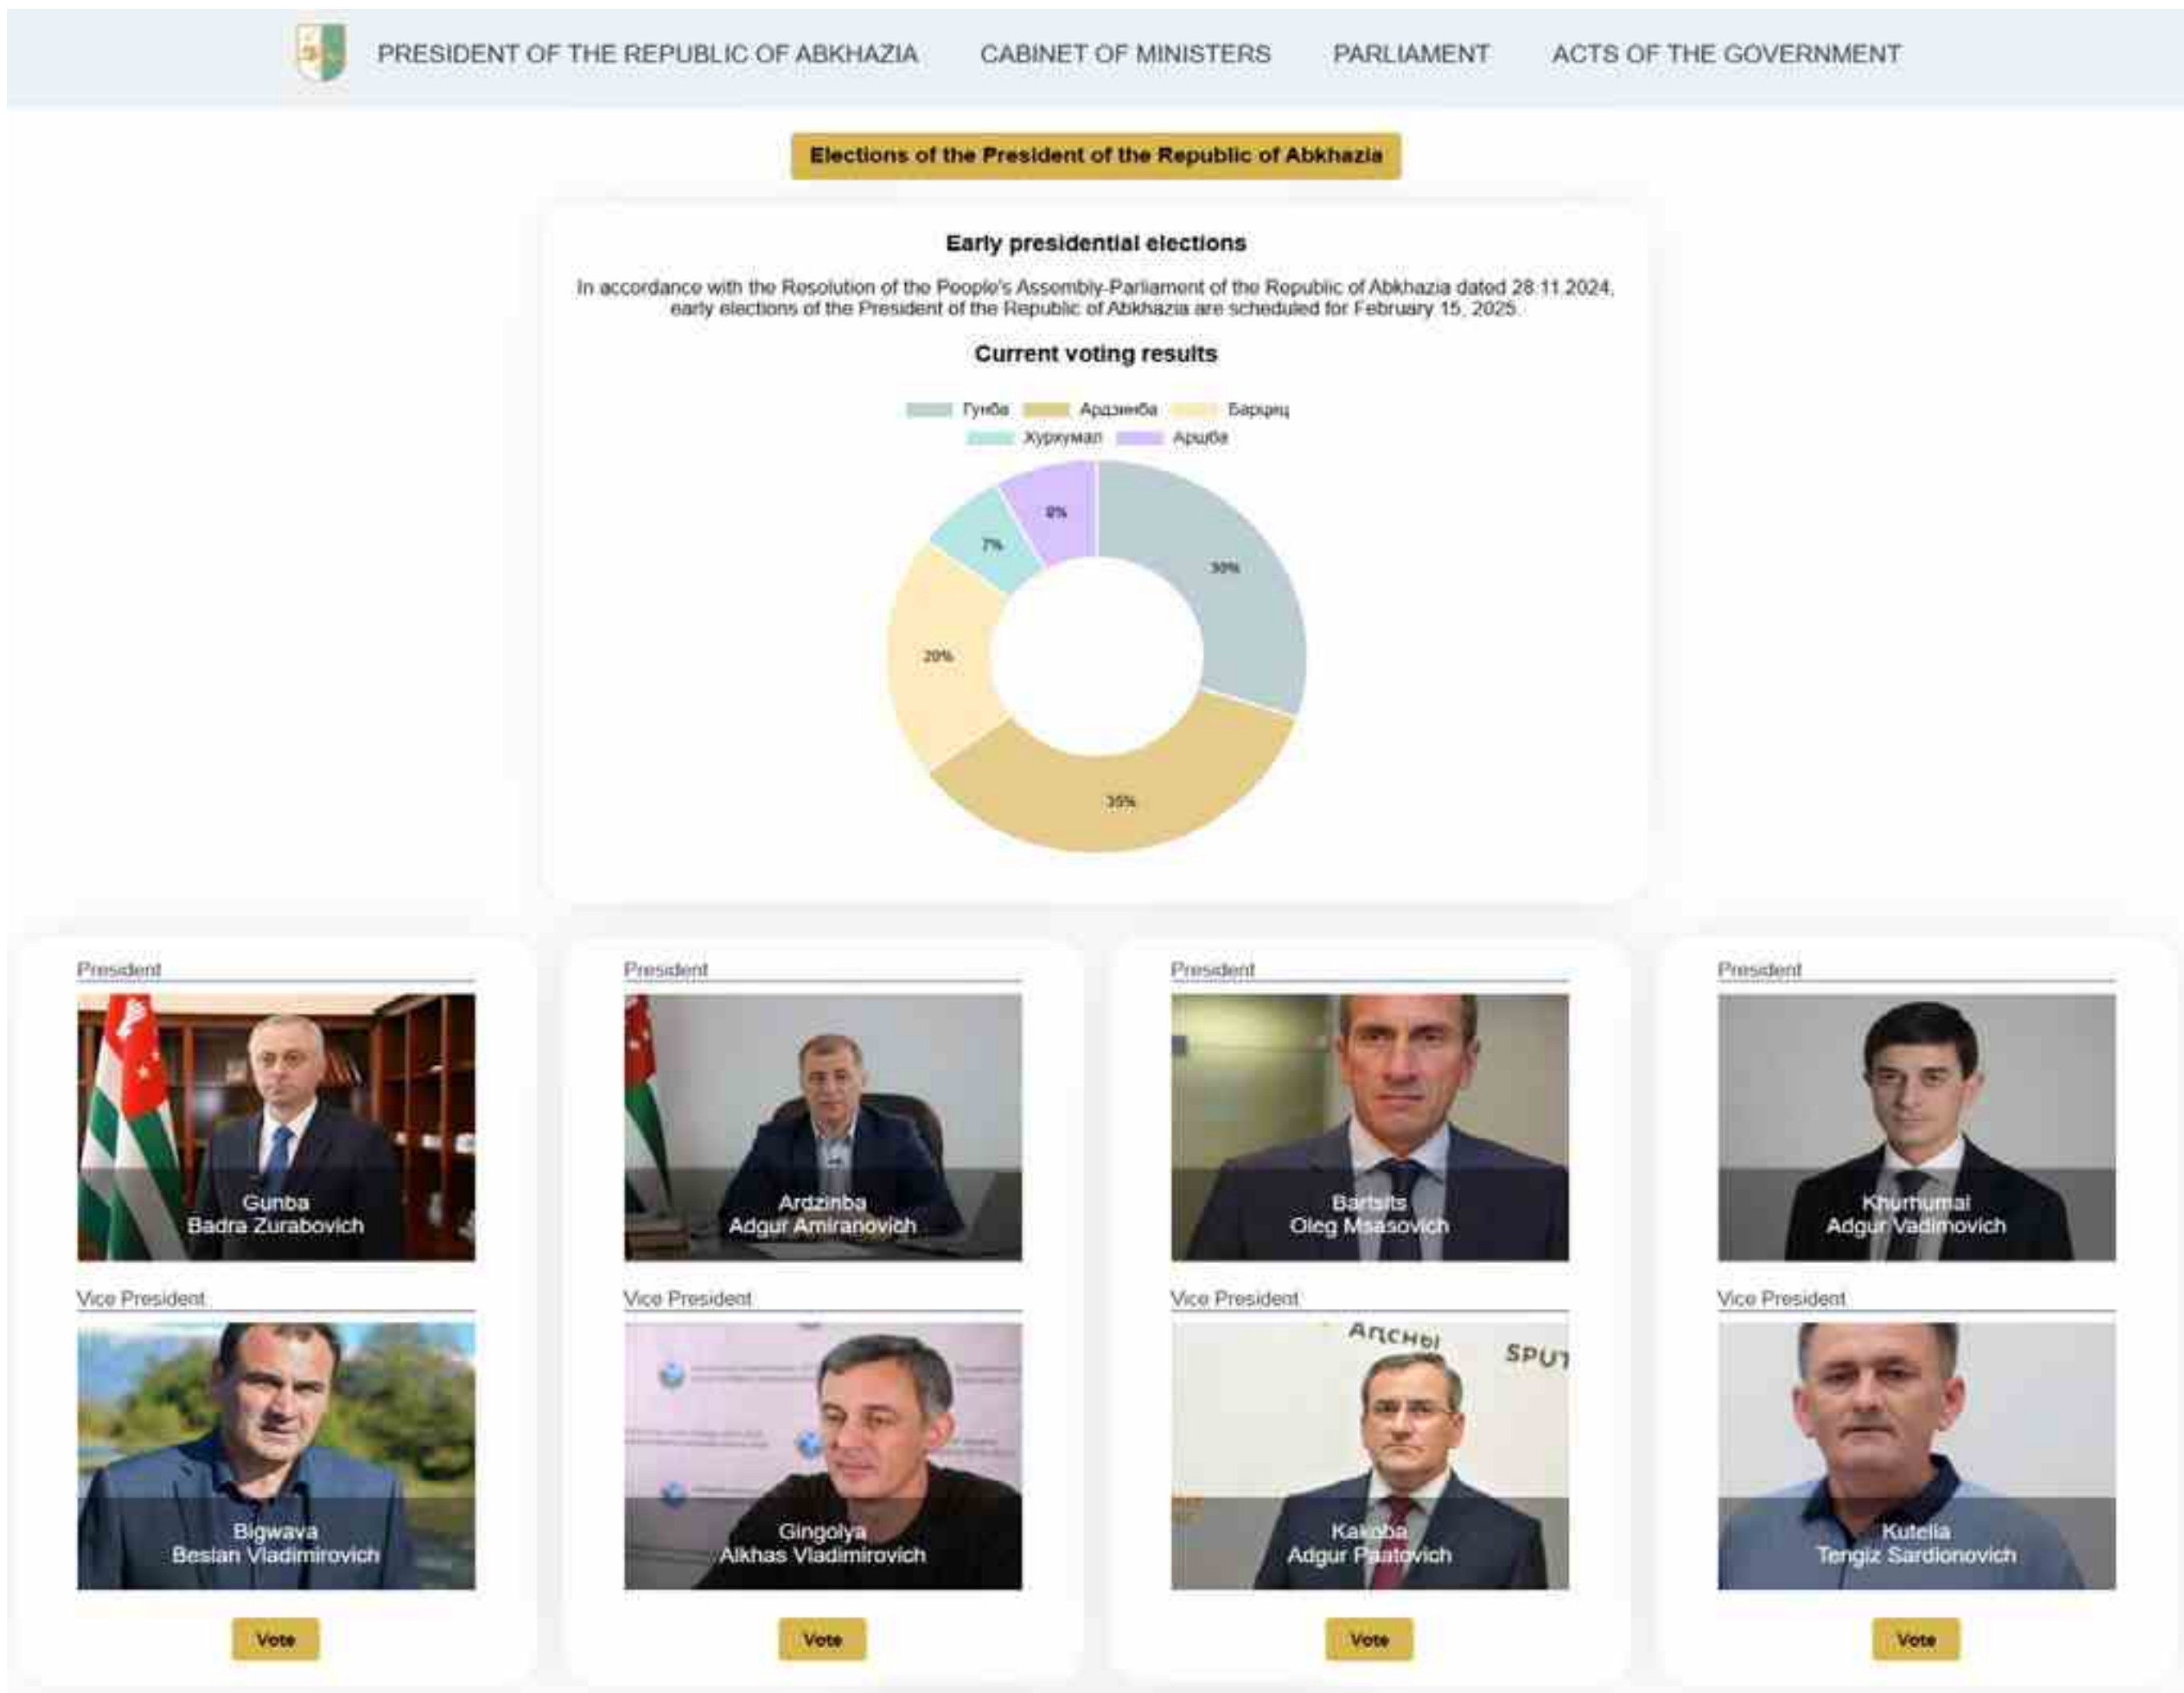 PRESIDENT OF THE REPUBLIC OF ABKHAZIA CABINET OF MINISTERS PARLIAMENT ACTS OF THE GOVERNMENT
Elections of the President of the Republic of Abkhazia
Early presidential elections
In accordance with the Resolution of the People's Assembly-Parliament of the Republic of Abkhazia dated 28.11.2024,
early elections of the President of the Republic of Abkhazia are scheduled for February 15, 2025.
Current voting results
Гунба Ардзинба Барциц
Хурхумал Аршба
8%
7%
30%
20%
35%
President President President President
Gunba
Badra Zurabovich
Ardzinba
Adgur Amiranovich
Bartsits
Oleg Msasovich
Khurhumal
Adgur Vadimovich
Vice President Vice President Vice President Vice President
АԤСНЫ
SPUT
Bigwava
Beslan Vladimirovich
Gingolya
Alkhas Vladimirovich
Kakoba
Adgur Paatovich
Kutelia
Tengiz Sardionovich
Vote Vote Vote Vote